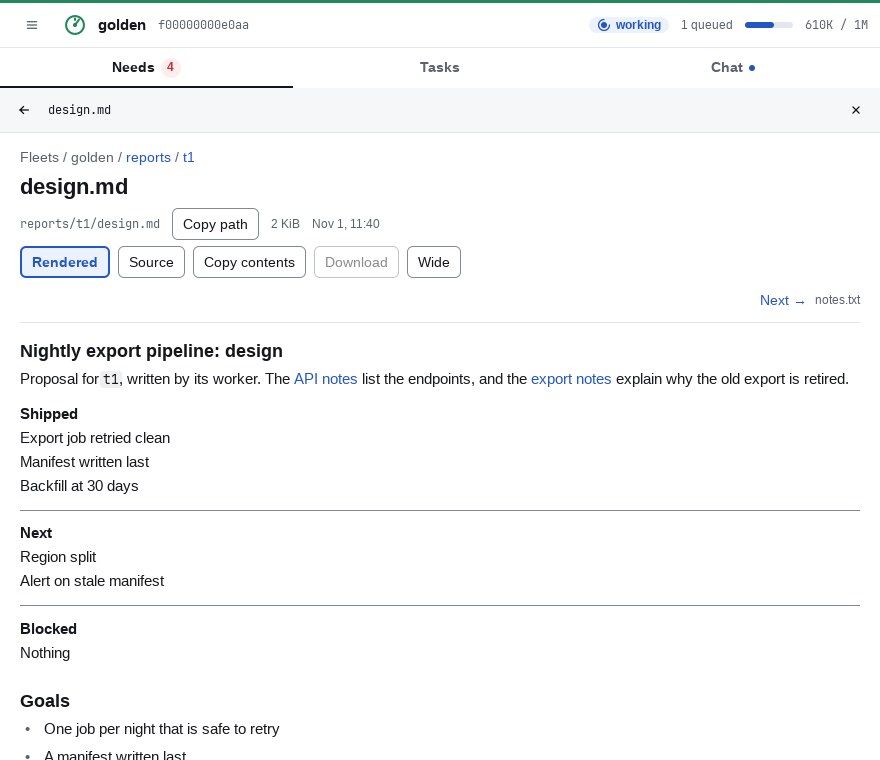 golden f00000000e0aa working 1 queued 610K / 1M
Needs 4 Tasks Chat
design.md
Fleets / golden / reports / t1
design.md
reports/t1/design.md Copy path 2 KiB Nov 1, 11:40
Rendered Source Copy contents Download Wide
Next → notes.txt
Nightly export pipeline: design
Proposal for t1, written by its worker. The API notes list the endpoints, and the export notes explain why the old export is retired.
Shipped
Export job retried clean
Manifest written last
Backfill at 30 days
Next
Region split
Alert on stale manifest
Blocked
Nothing
Goals
• One job per night that is safe to retry
• A manifest written last